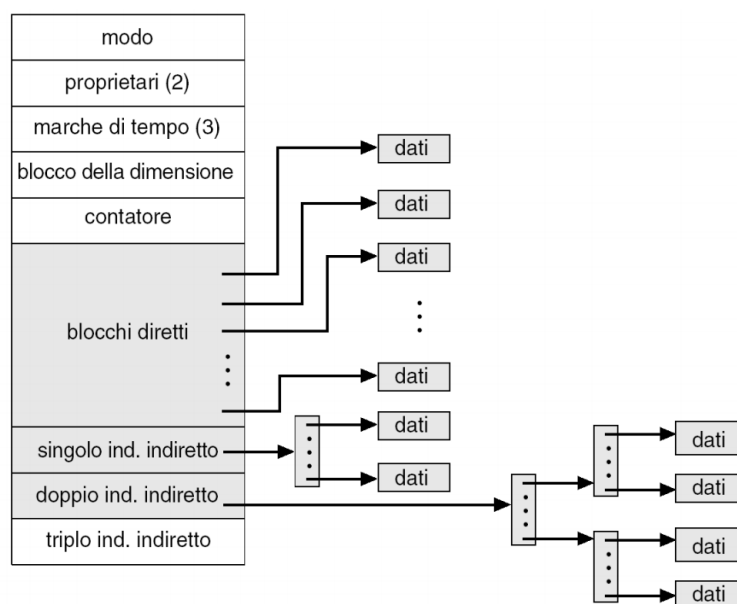 modo
proprietari (2)
marche di tempo (3)
blocco della dimensione
contatore
blocchi diretti
singolo ind. indiretto
doppio ind. indiretto
triplo ind. indiretto
dati
dati
dati
dati
dati
dati
dati
dati
dati
dati